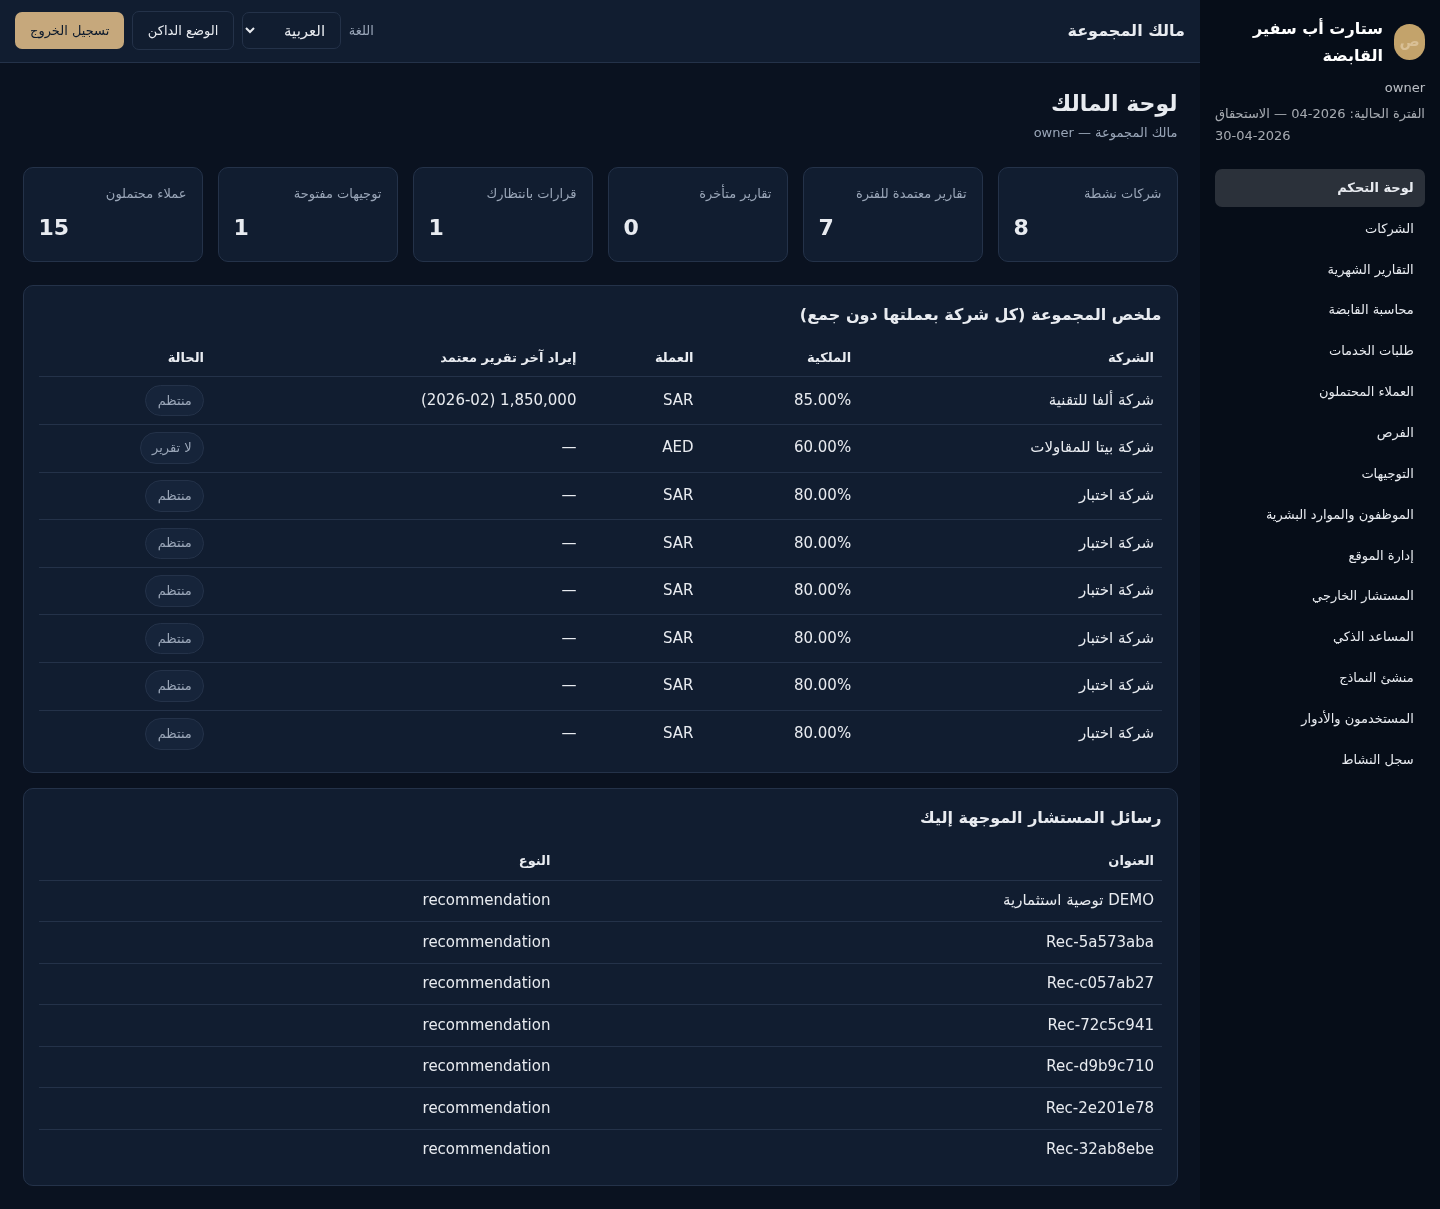 ص
ستارت أب سفير
القابضة
owner
الفترة الحالية: 2026-04 — الاستحقاق
2026-04-30
لوحة التحكم
الشركات
التقارير الشهرية
محاسبة القابضة
طلبات الخدمات
العملاء المحتملون
الفرص
التوجيهات
الموظفون والموارد البشرية
إدارة الموقع
المستشار الخارجي
المساعد الذكي
منشئ النماذج
المستخدمون والأدوار
سجل النشاط
مالك المجموعة
اللغة
العربية
الوضع الداكن
تسجيل الخروج
لوحة المالك
مالك المجموعة — owner
شركات نشطة
8
تقارير معتمدة للفترة
7
تقارير متأخرة
0
قرارات بانتظارك
1
توجيهات مفتوحة
1
عملاء محتملون
15
ملخص المجموعة (كل شركة بعملتها دون جمع)
الشركة الملكية العملة إيراد آخر تقرير معتمد الحالة
شركة ألفا للتقنية 85.00% SAR 1,850,000 (2026-02) منتظم
شركة بيتا للمقاولات 60.00% AED — لا تقرير
شركة اختبار 80.00% SAR — منتظم
شركة اختبار 80.00% SAR — منتظم
شركة اختبار 80.00% SAR — منتظم
شركة اختبار 80.00% SAR — منتظم
شركة اختبار 80.00% SAR — منتظم
شركة اختبار 80.00% SAR — منتظم
رسائل المستشار الموجهة إليك
العنوان النوع
DEMO توصية استثمارية recommendation
Rec-5a573aba recommendation
Rec-c057ab27 recommendation
Rec-72c5c941 recommendation
Rec-d9b9c710 recommendation
Rec-2e201e78 recommendation
Rec-32ab8ebe recommendation